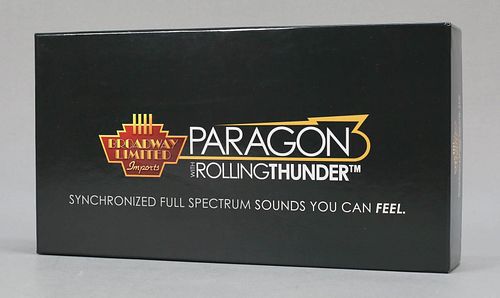 BROADWAY
LIMITED
Imports
PARAGON3
WITH ROLLINGTHUNDER™
SYNCHRONIZED FULL SPECTRUM SOUNDS YOU CAN FEEL.